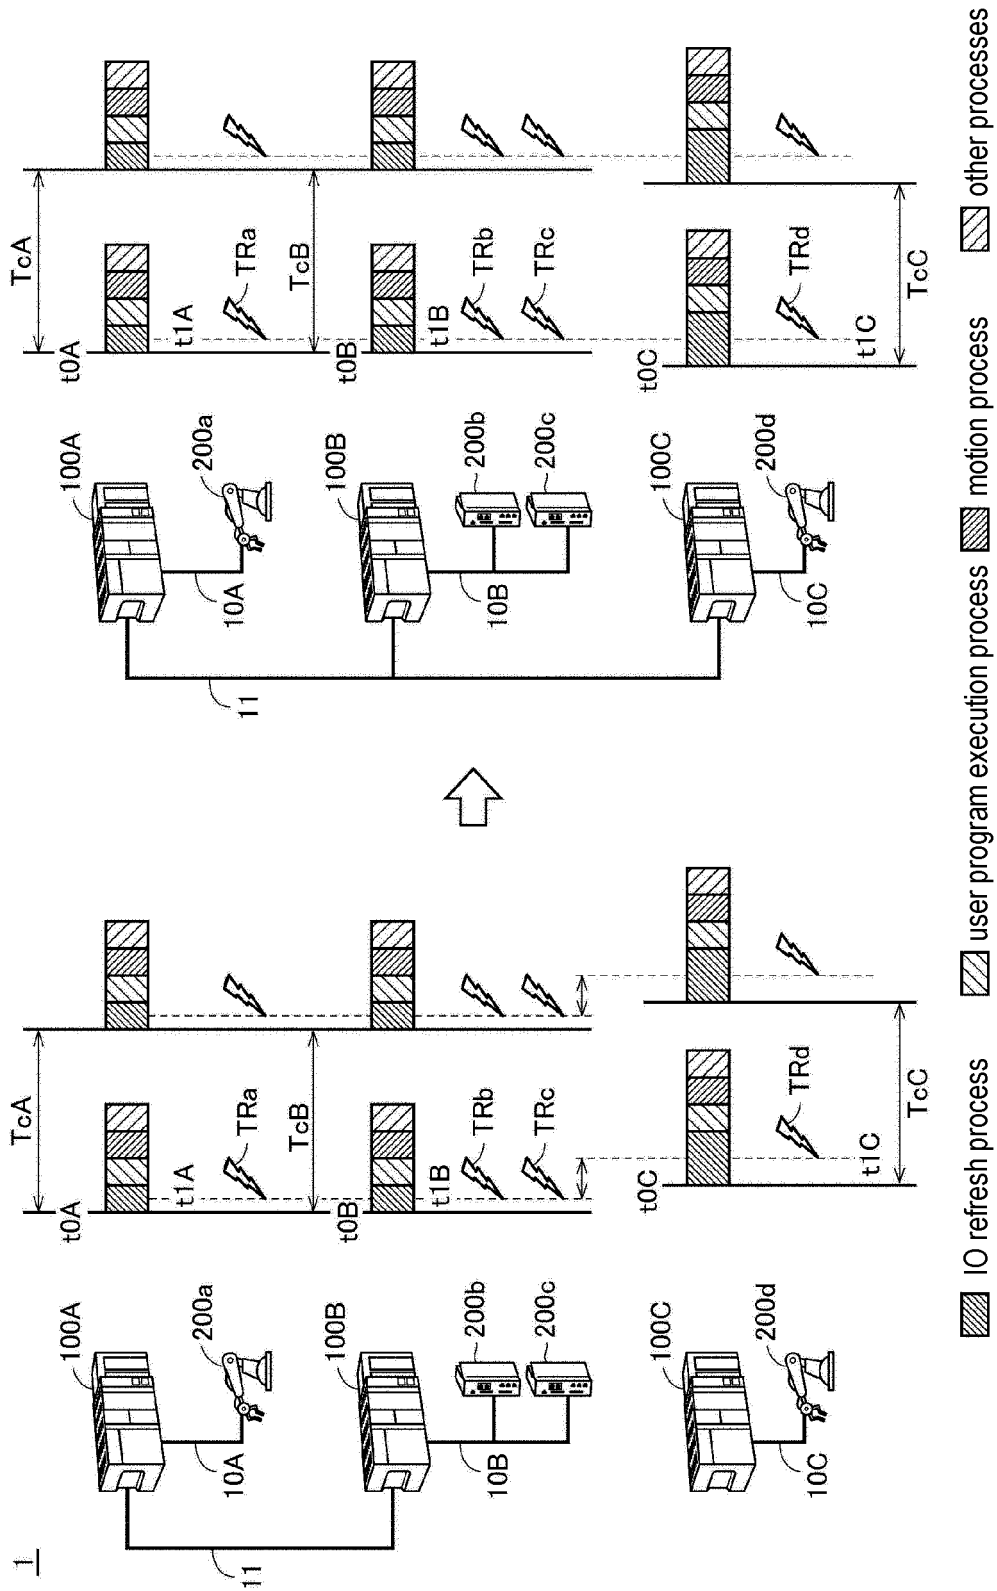 1
11
100A
10A
200a
100B
10B
200b
200c
100C
10C
200d
TcA
t0A
t1A
TRa
TcB
t0B
t1B
TRb
TRc
t0C
TRd
t1C
TcC
11
100A
10A
200a
100B
10B
200b
200c
100C
10C
200d
TcA
t0A
t1A
TRa
TcB
t0B
t1B
TRb
TRc
t0C
TRd
t1C
TcC
IO refresh process
user program execution process
motion process
other processes